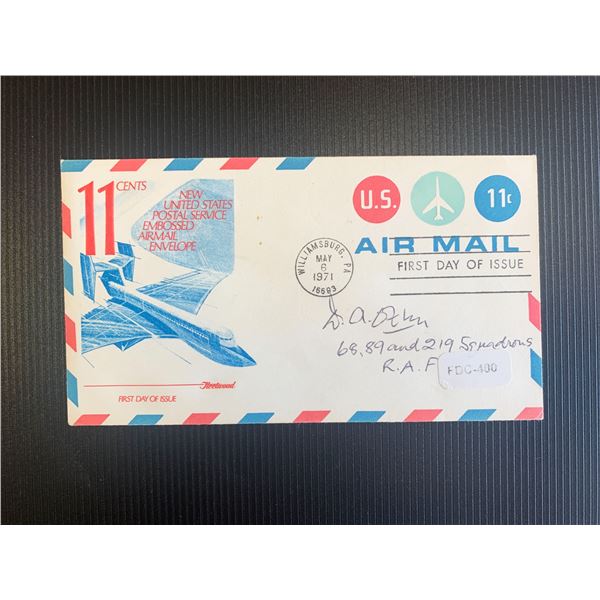 11 CENTS
NEW
UNITED STATES
POSTAL SERVICE
EMBOSSED
AIRMAIL
ENVELOPE
Fleetwood
FIRST DAY OF ISSUE
U.S.
11c
AIR MAIL
FIRST DAY OF ISSUE
WILLIAMSBURG, PA
MAY
6
1971
16693
D. A.
68, 89 and 219 Squadrons
R.A.F
FDC-400